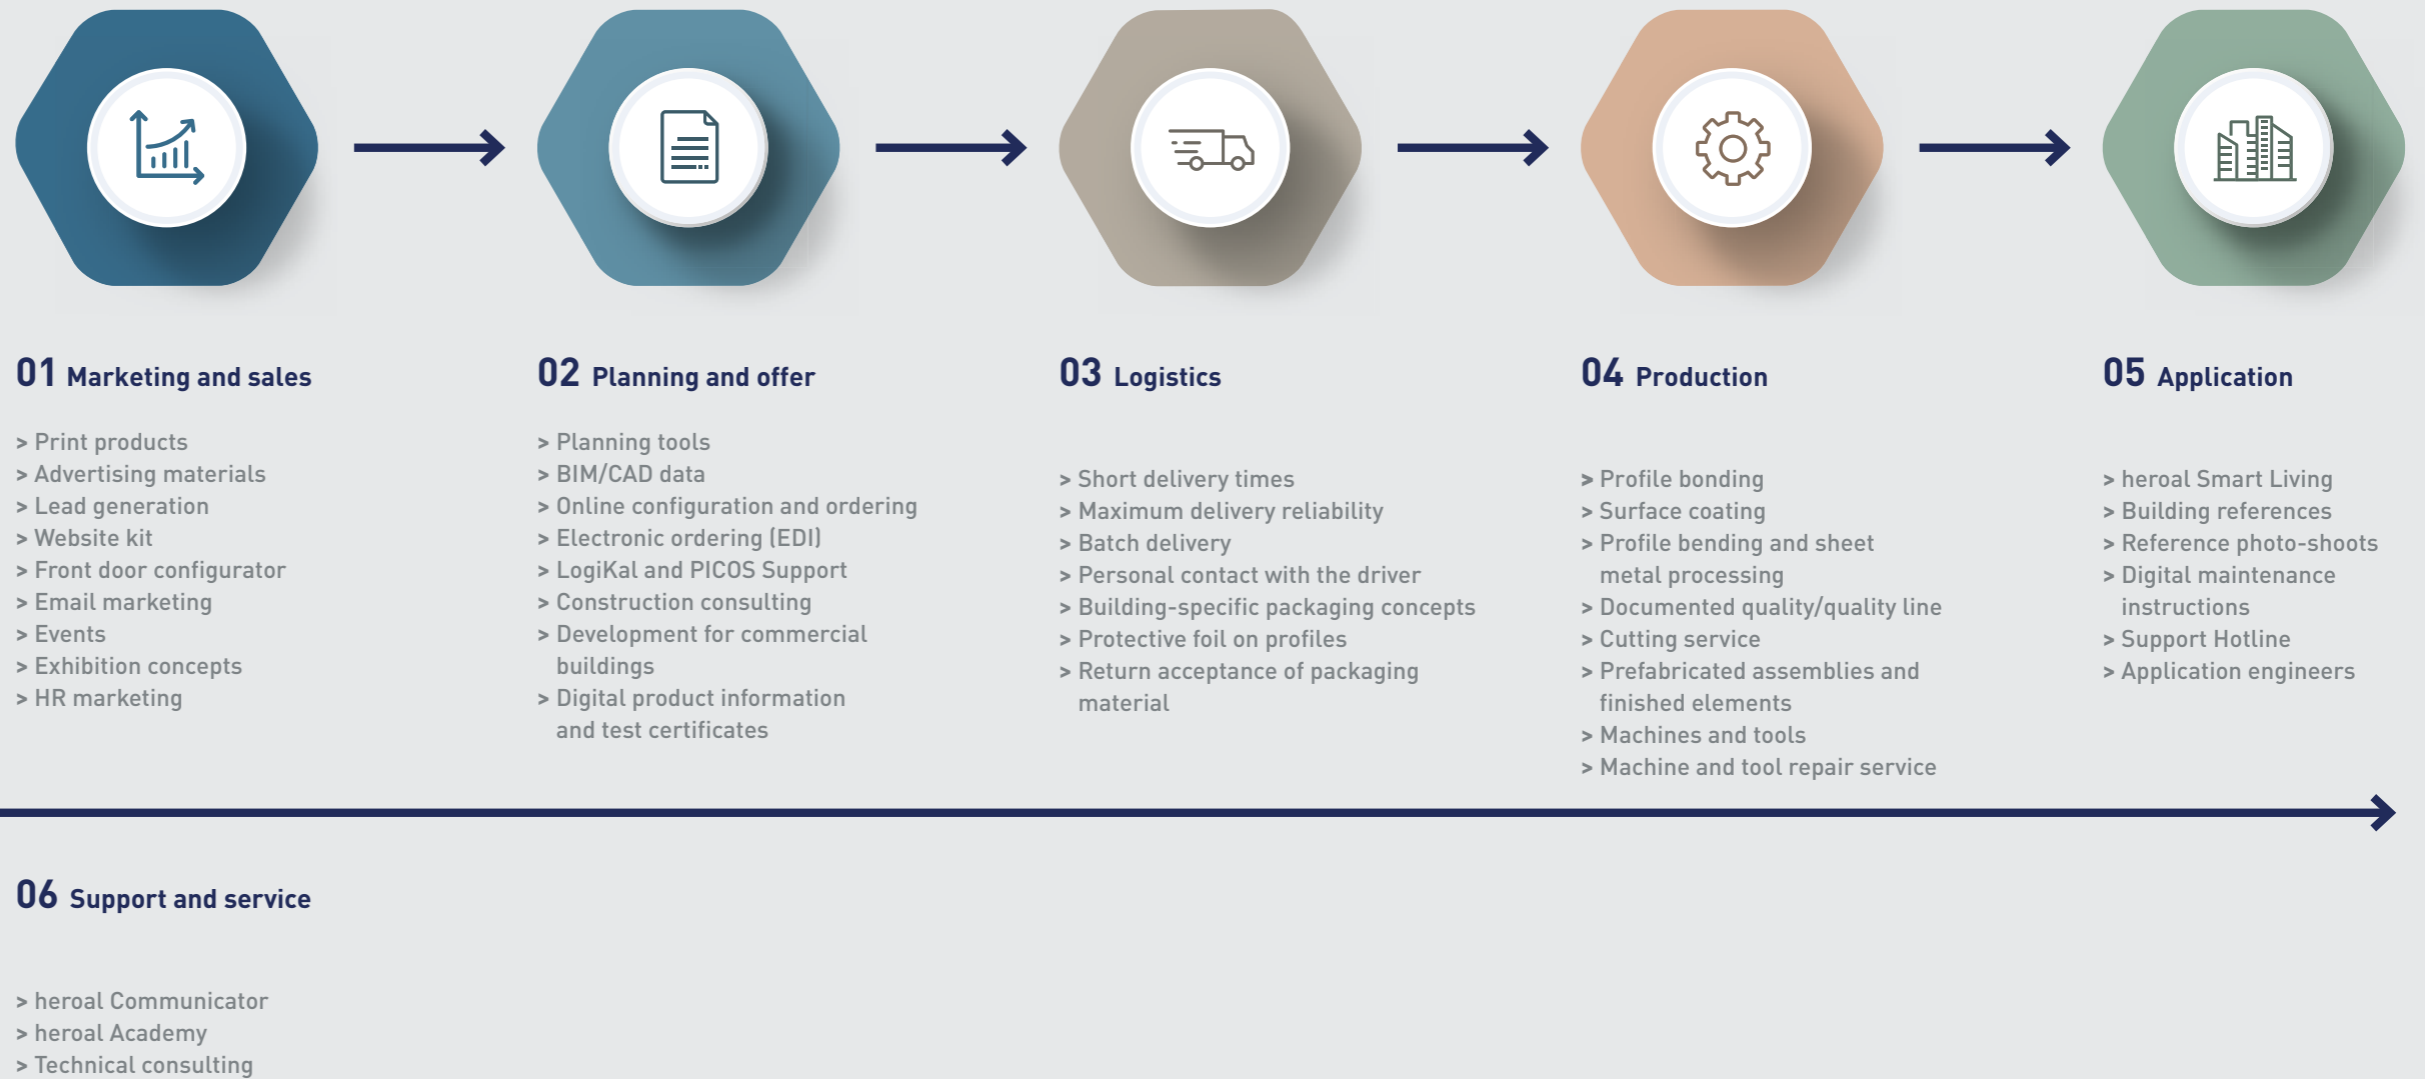 01 Marketing and sales
> Print products
> Advertising materials
> Lead generation
> Website kit
> Front door configurator
> Email marketing
> Events
> Exhibition concepts
> HR marketing
02 Planning and offer
> Planning tools
> BIM/CAD data
> Online configuration and ordering
> Electronic ordering (EDI)
> LogiKal and PICOS Support
> Construction consulting
> Development for commercial
buildings
> Digital product information
and test certificates
03 Logistics
> Short delivery times
> Maximum delivery reliability
> Batch delivery
> Personal contact with the driver
> Building-specific packaging concepts
> Protective foil on profiles
> Return acceptance of packaging
material
04 Production
> Profile bonding
> Surface coating
> Profile bending and sheet
metal processing
> Documented quality/quality line
> Cutting service
> Prefabricated assemblies and
finished elements
> Machines and tools
> Machine and tool repair service
05 Application
> heroal Smart Living
> Building references
> Reference photo-shoots
> Digital maintenance
instructions
> Support Hotline
> Application engineers
06 Support and service
> heroal Communicator
> heroal Academy
> Technical consulting